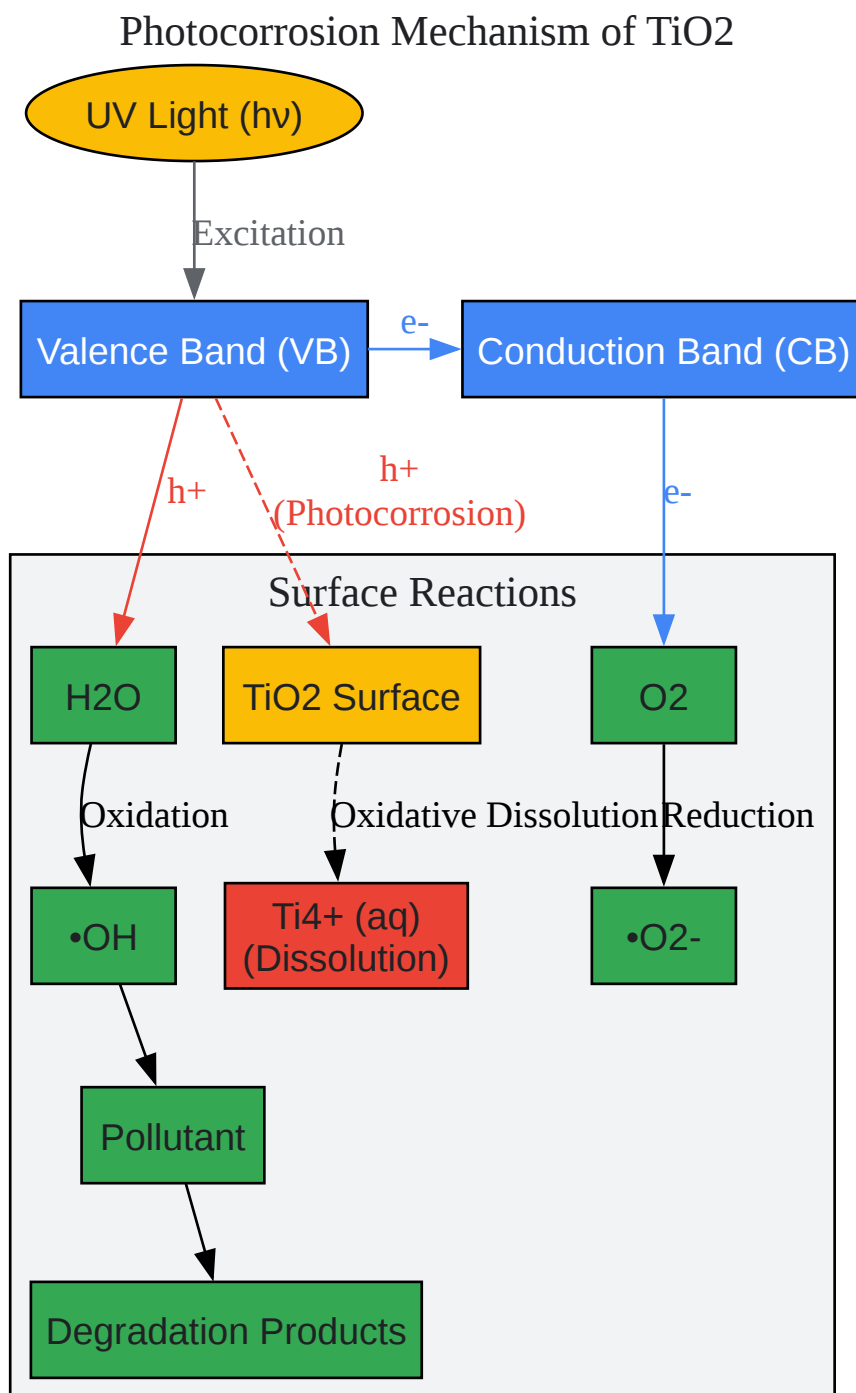 Photocorrosion Mechanism of TiO2
UV Light (hν)
Excitation
Valence Band (VB)
e-
Conduction Band (CB)
h+
h+
(Photocorrosion)
e-
Surface Reactions
H2O
TiO2 Surface
O2
Oxidation
Oxidative Dissolution
Reduction
•OH
Ti4+ (aq)
(Dissolution)
•O2-
Pollutant
Degradation Products